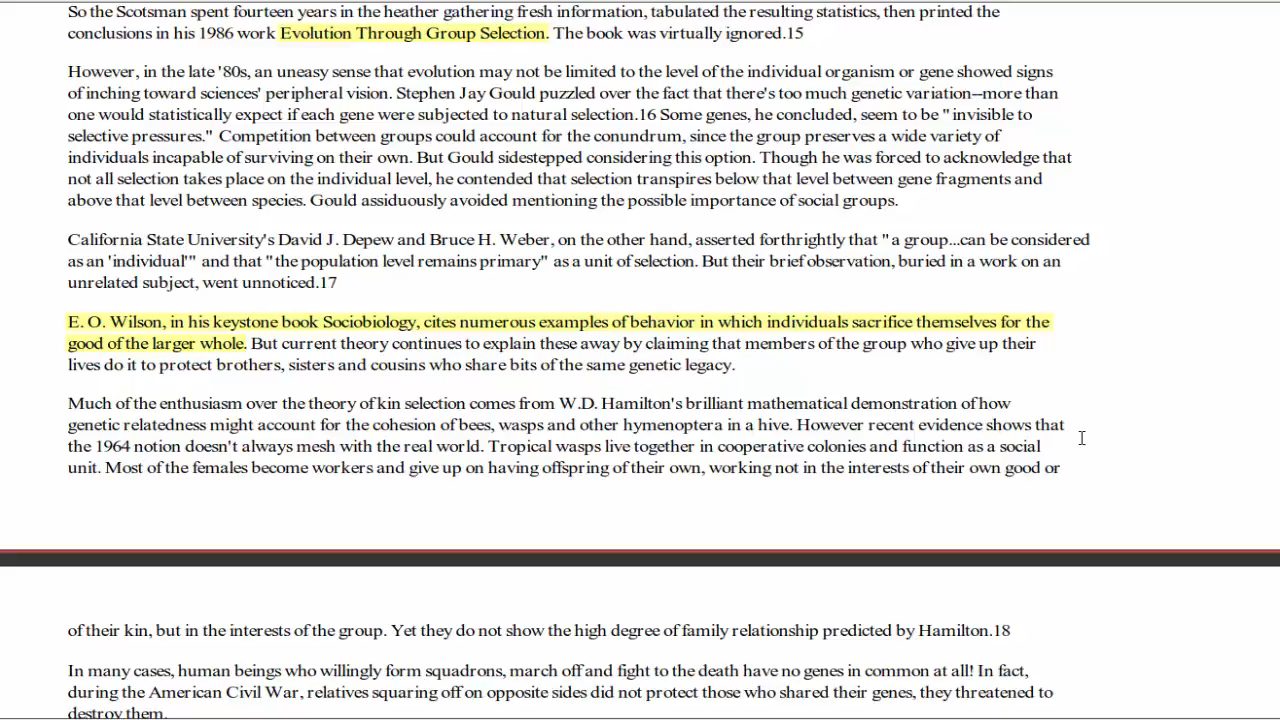 So the Scotsman spent fourteen years in the heather gathering fresh information, tabulated the resulting statistics, then printed the
conclusions in his 1986 work Evolution Through Group Selection. The book was virtually ignored.15
However, in the late '80s, an uneasy sense that evolution may not be limited to the level of the individual organism or gene showed signs
of inching toward sciences' peripheral vision. Stephen Jay Gould puzzled over the fact that there's too much genetic variation--more than
one would statistically expect if each gene were subjected to natural selection.16 Some genes, he concluded, seem to be "invisible to
selective pressures." Competition between groups could account for the conundrum, since the group preserves a wide variety of
individuals incapable of surviving on their own. But Gould sidestepped considering this option. Though he was forced to acknowledge that
not all selection takes place on the individual level, he contended that selection transpires below that level between gene fragments and
above that level between species. Gould assiduously avoided mentioning the possible importance of social groups.
California State University's David J. Depew and Bruce H. Weber, on the other hand, asserted forthrightly that "a group...can be considered
as an 'individual'" and that "the population level remains primary" as a unit of selection. But their brief observation, buried in a work on an
unrelated subject, went unnoticed.17
E. O. Wilson, in his keystone book Sociobiology, cites numerous examples of behavior in which individuals sacrifice themselves for the
good of the larger whole. But current theory continues to explain these away by claiming that members of the group who give up their
lives do it to protect brothers, sisters and cousins who share bits of the same genetic legacy.
Much of the enthusiasm over the theory of kin selection comes from W.D. Hamilton's brilliant mathematical demonstration of how
genetic relatedness might account for the cohesion of bees, wasps and other hymenoptera in a hive. However recent evidence shows that
the 1964 notion doesn't always mesh with the real world. Tropical wasps live together in cooperative colonies and function as a social
unit. Most of the females become workers and give up on having offspring of their own, working not in the interests of their own good or
of their kin, but in the interests of the group. Yet they do not show the high degree of family relationship predicted by Hamilton.18
In many cases, human beings who willingly form squadrons, march off and fight to the death have no genes in common at all! In fact,
during the American Civil War, relatives squaring off on opposite sides did not protect those who shared their genes, they threatened to
destroy them.